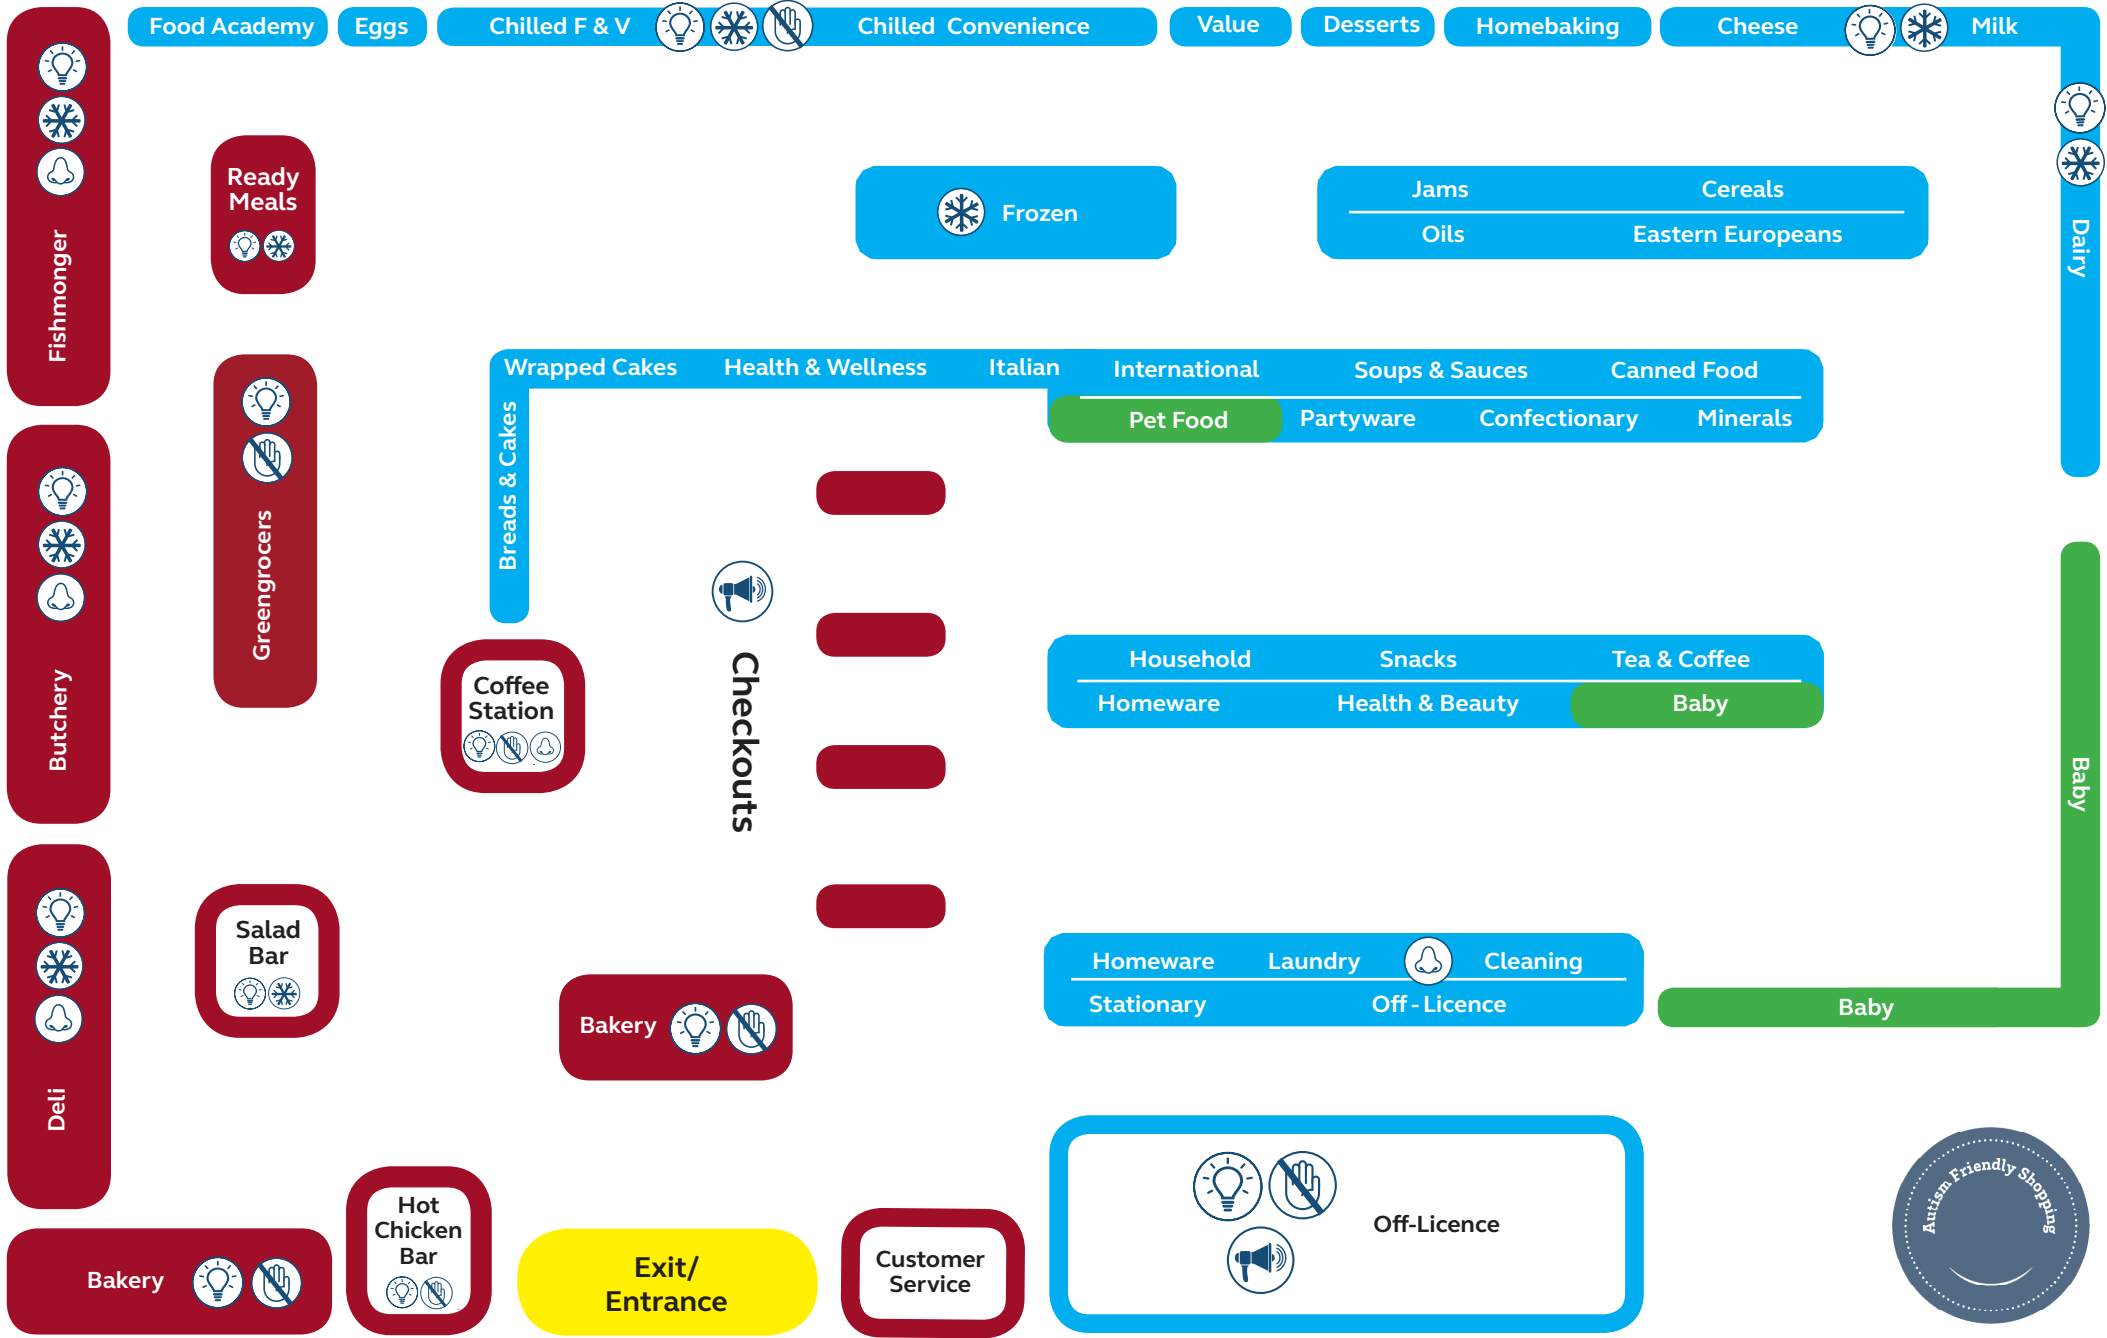 Food Academy
Eggs
Chilled F & V
Chilled Convenience
Value
Desserts
Homebaking
Cheese
Milk
Dairy
Fishmonger
Ready
Meals
Frozen
Jams
Cereals
Oils
Eastern Europeans
Wrapped Cakes
Health & Wellness
Italian
International
Soups & Sauces
Canned Food
Pet Food
Partyware
Confectionary
Minerals
Breads & Cakes
Greengrocers
Butchery
Coffee
Station
Checkouts
Household
Snacks
Tea & Coffee
Homeware
Health & Beauty
Baby
Baby
Salad
Bar
Deli
Bakery
Homeware
Laundry
Cleaning
Stationary
Off - Licence
Baby
Bakery
Hot
Chicken
Bar
Exit/
Entrance
Customer
Service
Off-Licence
Autism Friendly Shopping